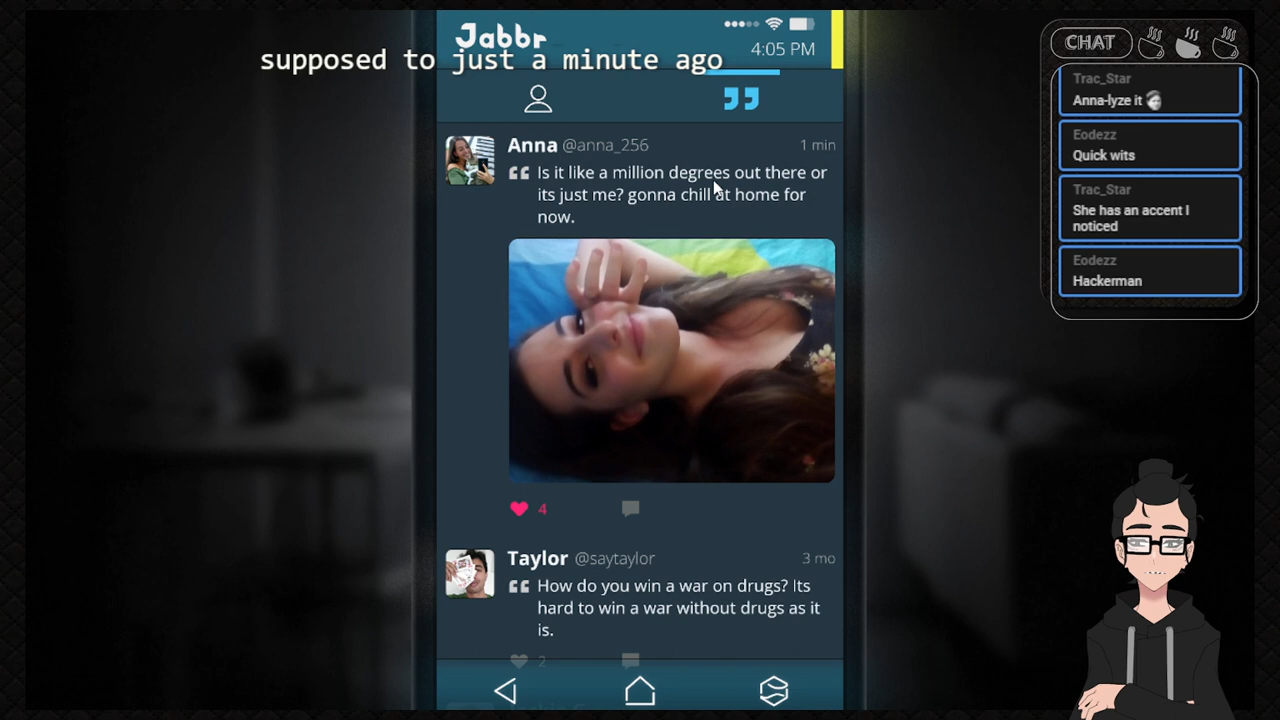 Jabbr
4:05 PM
supposed to just a minute ago
Anna @anna_256
1 min
Is it like a million degrees out there or
its just me? gonna chill at home for
now.
4
Taylor @saytaylor
3 mo
How do you win a war on drugs? Its
hard to win a war without drugs as it
is.
2
CHAT
Trac_Star
Anna-lyze it
Eodezz
Quick wits
Trac_Star
She has an accent I
noticed
Eodezz
Hackerman